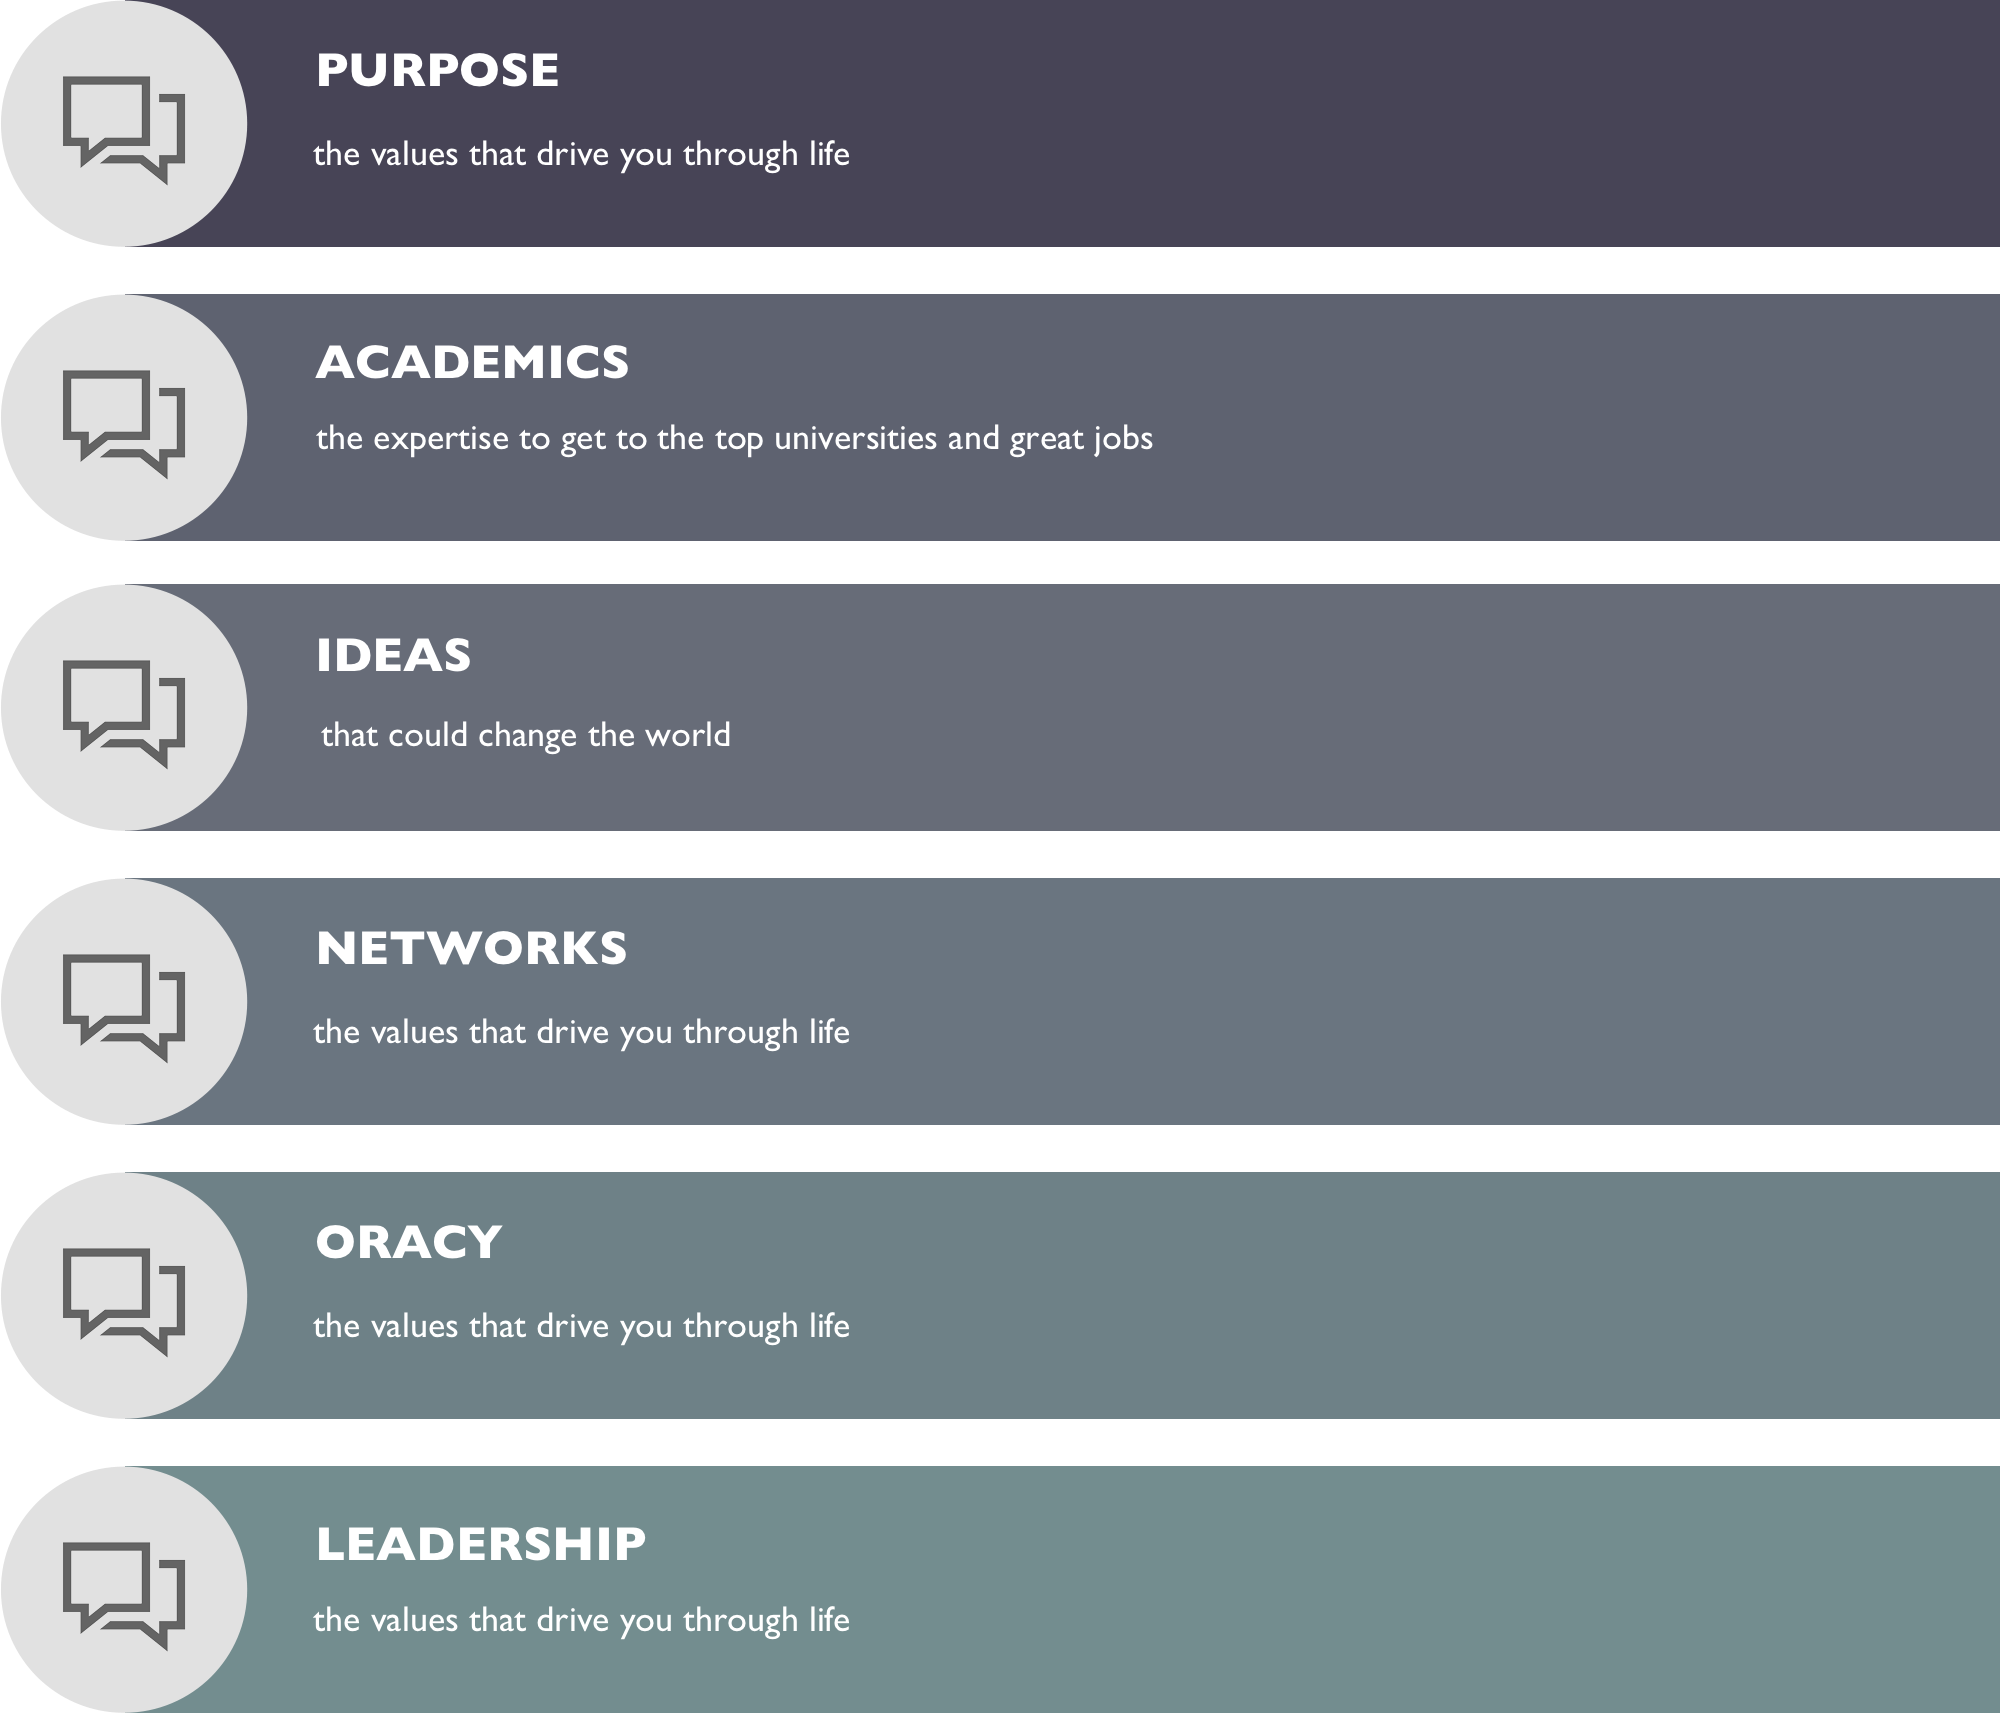 PURPOSE
the values that drive you through life
ACADEMICS
the expertise to get to the top universities and great jobs
IDEAS
that could change the world
NETWORKS
the values that drive you through life
ORACY
the values that drive you through life
LEADERSHIP
the values that drive you through life